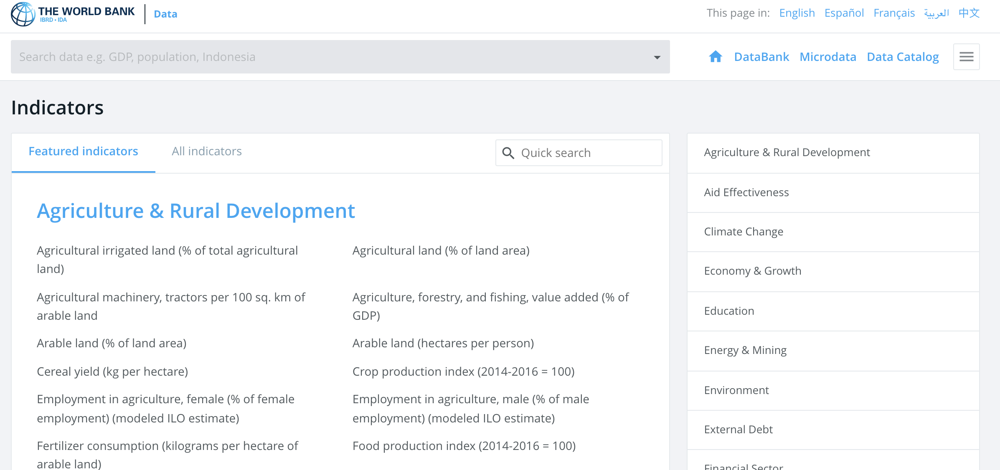 THE WORLD BANK
IBRD • IDA
Data
This page in: English Español Français العربية 中文
Search data e.g. GDP, population, Indonesia
DataBank Microdata Data Catalog
Indicators
Featured indicators All indicators Quick search
Agriculture & Rural Development
Agricultural irrigated land (% of total agricultural
land)
Agricultural land (% of land area)
Agricultural machinery, tractors per 100 sq. km of
arable land
Agriculture, forestry, and fishing, value added (% of
GDP)
Arable land (% of land area)
Arable land (hectares per person)
Cereal yield (kg per hectare)
Crop production index (2014-2016 = 100)
Employment in agriculture, female (% of female
employment) (modeled ILO estimate)
Employment in agriculture, male (% of male
employment) (modeled ILO estimate)
Fertilizer consumption (kilograms per hectare of
arable land)
Food production index (2014-2016 = 100)
Agriculture & Rural Development
Aid Effectiveness
Climate Change
Economy & Growth
Education
Energy & Mining
Environment
External Debt
Financial Sector